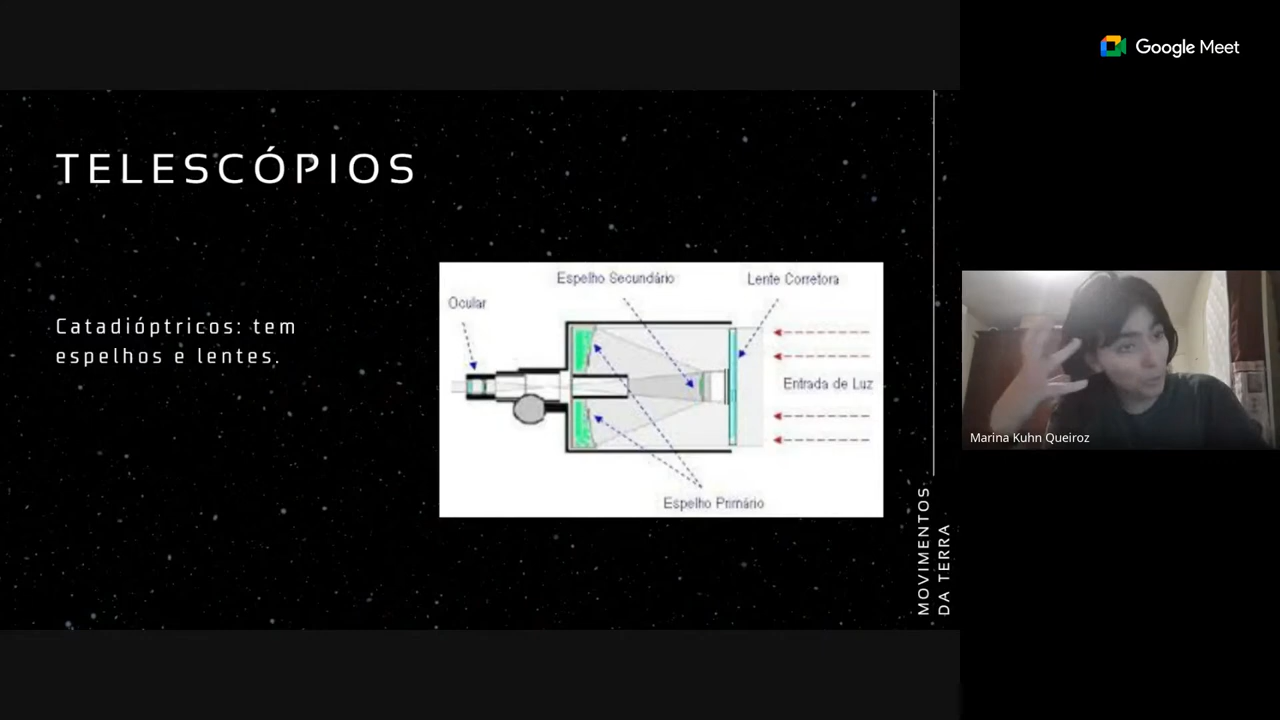 Google Meet
TELESCÓPIOS
Catadióptricos: tem
espelhos e lentes.
Espelho Secundário
Lente Corretora
Ocular
Entrada de Luz
Espelho Primário
MOVIMENTOS
DA TERRA
Marina Kuhn Queiroz